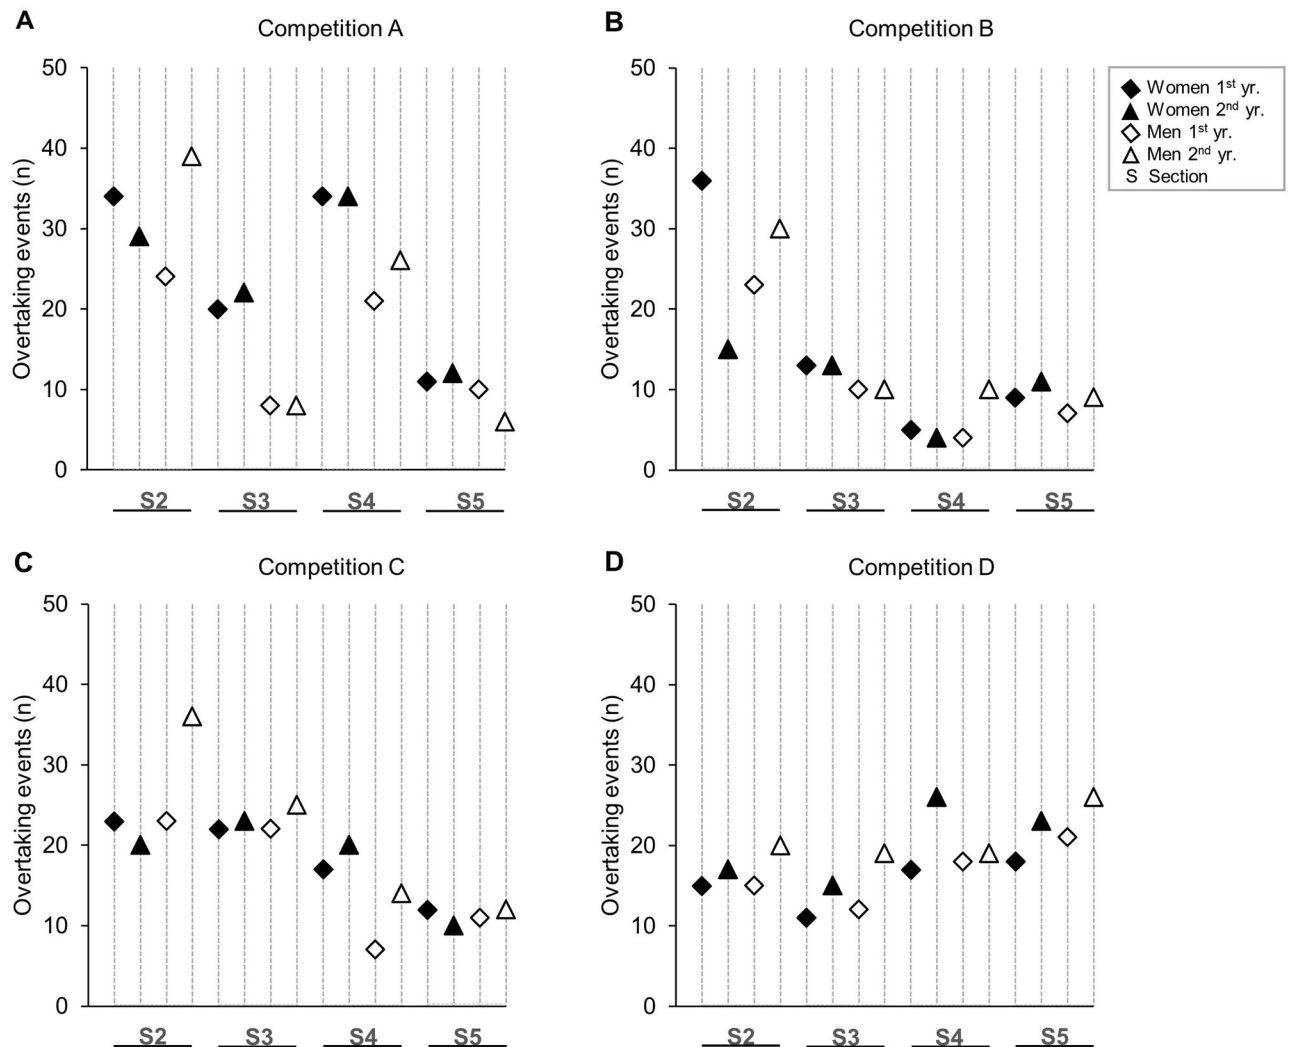 A
Competition A
50
40
30
20
10
0
Overtaking events (n)
S2 S3 S4 S5
B
Competition B
50
40
30
20
10
0
Overtaking events (n)
S2 S3 S4 S5
Women 1st yr.
Women 2nd yr.
Men 1st yr.
Men 2nd yr.
S Section
C
Competition C
50
40
30
20
10
0
Overtaking events (n)
S2 S3 S4 S5
D
Competition D
50
40
30
20
10
0
Overtaking events (n)
S2 S3 S4 S5